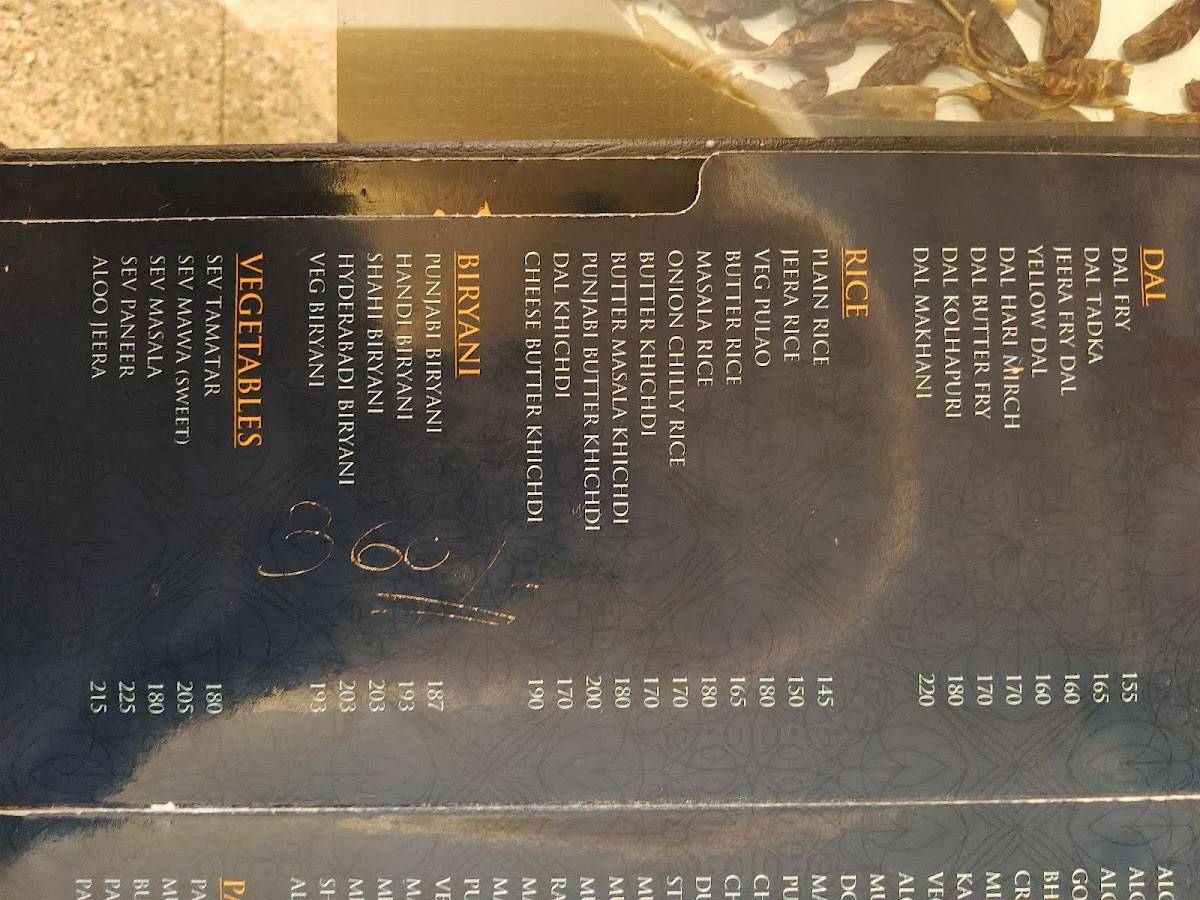 DAL
DAL FRY 155
DAL TADKA 165
JEERA FRY DAL 160
YELLOW DAL 160
DAL HARI MIRCH 170
DAL BUTTER FRY 170
DAL KOLHAPURI 180
DAL MAKHANI 220
RICE
PLAIN RICE 145
JEERA RICE 150
VEG PULAO 180
BUTTER RICE 165
MASALA RICE 180
ONION CHILLY RICE 170
BUTTER KHICHDI 170
BUTTER MASALA KHICHDI 180
PUNJABI BUTTER KHICHDI 200
DAL KHICHDI 170
CHEESE BUTTER KHICHDI 190
BIRYANI
PUNJABI BIRYANI 187
HANDI BIRYANI 193
SHAHI BIRYANI 203
HYDERABADI BIRYANI 203
VEG BIRYANI 193
VEGETABLES
SEV TAMATAR 180
SEV MAWA (SWEET) 205
SEV MASALA 180
SEV PANEER 225
ALOO JEERA 215